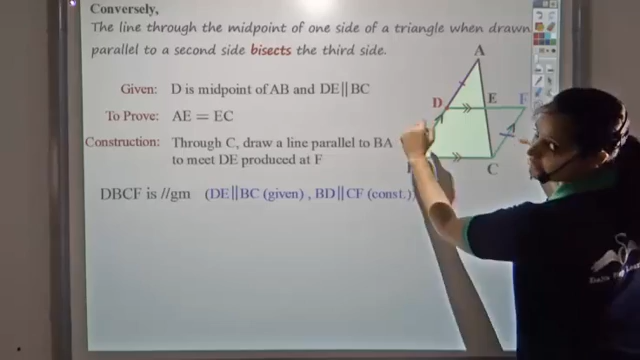 Conversely,
The line through the midpoint of one side of a triangle when drawn
parallel to a second side bisects the third side.
Given: D is midpoint of AB and DE||BC
To Prove: AE = EC
Construction: Through C, draw a line parallel to BA
to meet DE produced at F
DBCF is //gm (DE||BC (given) , BD||CF (const.))
A
D E F
C